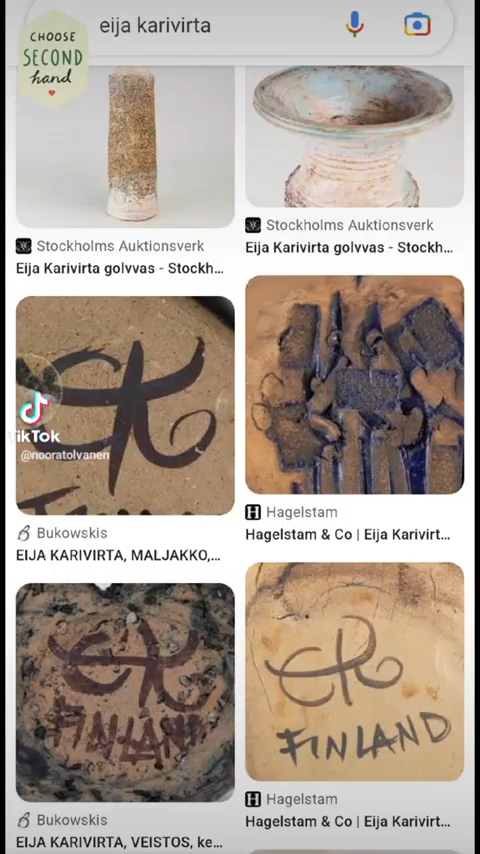 eija karivirta
CHOOSE
SECOND
hand
Stockholms Auktionsverk
Eija Karivirta golvvas - Stockh...
Stockholms Auktionsverk
Eija Karivirta golvvas - Stockh...
TikTok
@nooratolvanen
Bukowskis
EIJA KARIVIRTA, MALJAKKO,...
H Hagelstam
Hagelstam & Co | Eija Karivirt...
EK
FINLAND
Bukowskis
EIJA KARIVIRTA, VEISTOS, ke...
EK
FINLAND
H Hagelstam
Hagelstam & Co | Eija Karivirt...